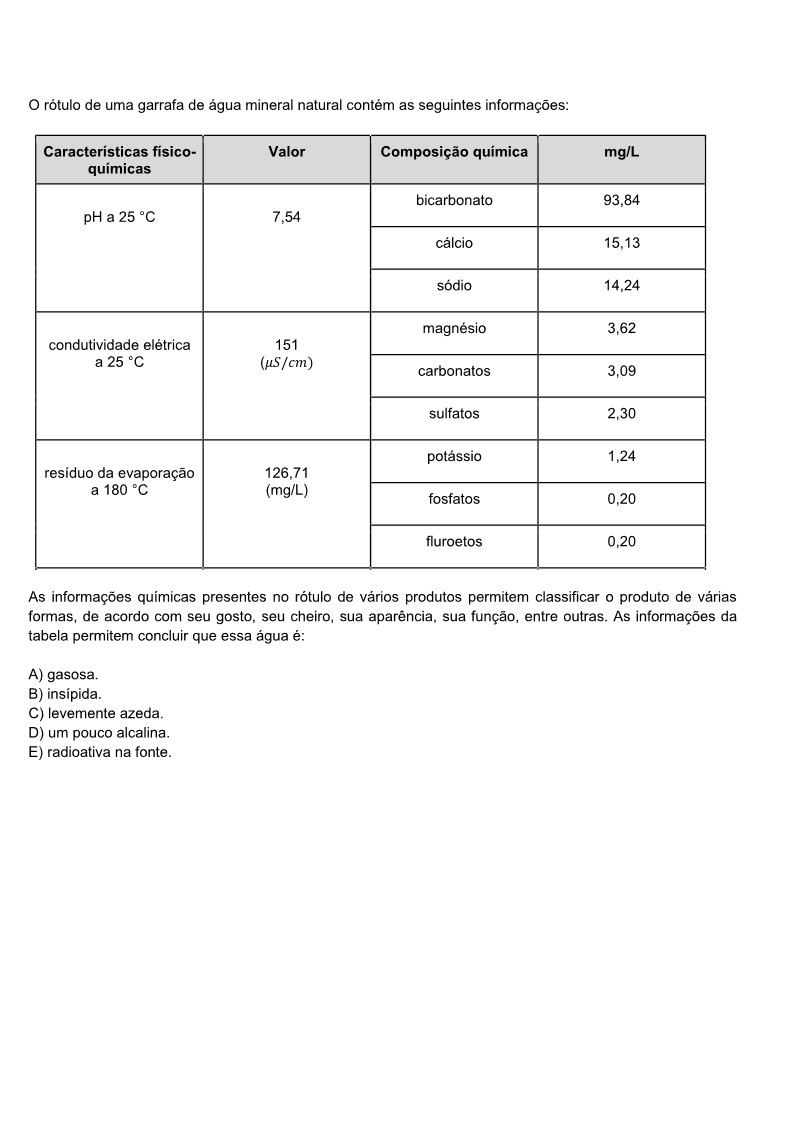 O rótulo de uma garrafa de água mineral natural contém as seguintes informações:
Características físico-
químicas
Valor
Composição química
mg/L
pH a 25 °C
7,54
bicarbonato
93,84
cálcio
15,13
sódio
14,24
condutividade elétrica
a 25 °C
151
(μS/cm)
magnésio
3,62
carbonatos
3,09
sulfatos
2,30
resíduo da evaporação
a 180 °C
126,71
(mg/L)
potássio
1,24
fosfatos
0,20
fluroetos
0,20
As informações químicas presentes no rótulo de vários produtos permitem classificar o produto de várias
formas, de acordo com seu gosto, seu cheiro, sua aparência, sua função, entre outras. As informações da
tabela permitem concluir que essa água é:
A) gasosa.
B) insípida.
C) levemente azeda.
D) um pouco alcalina.
E) radioativa na fonte.